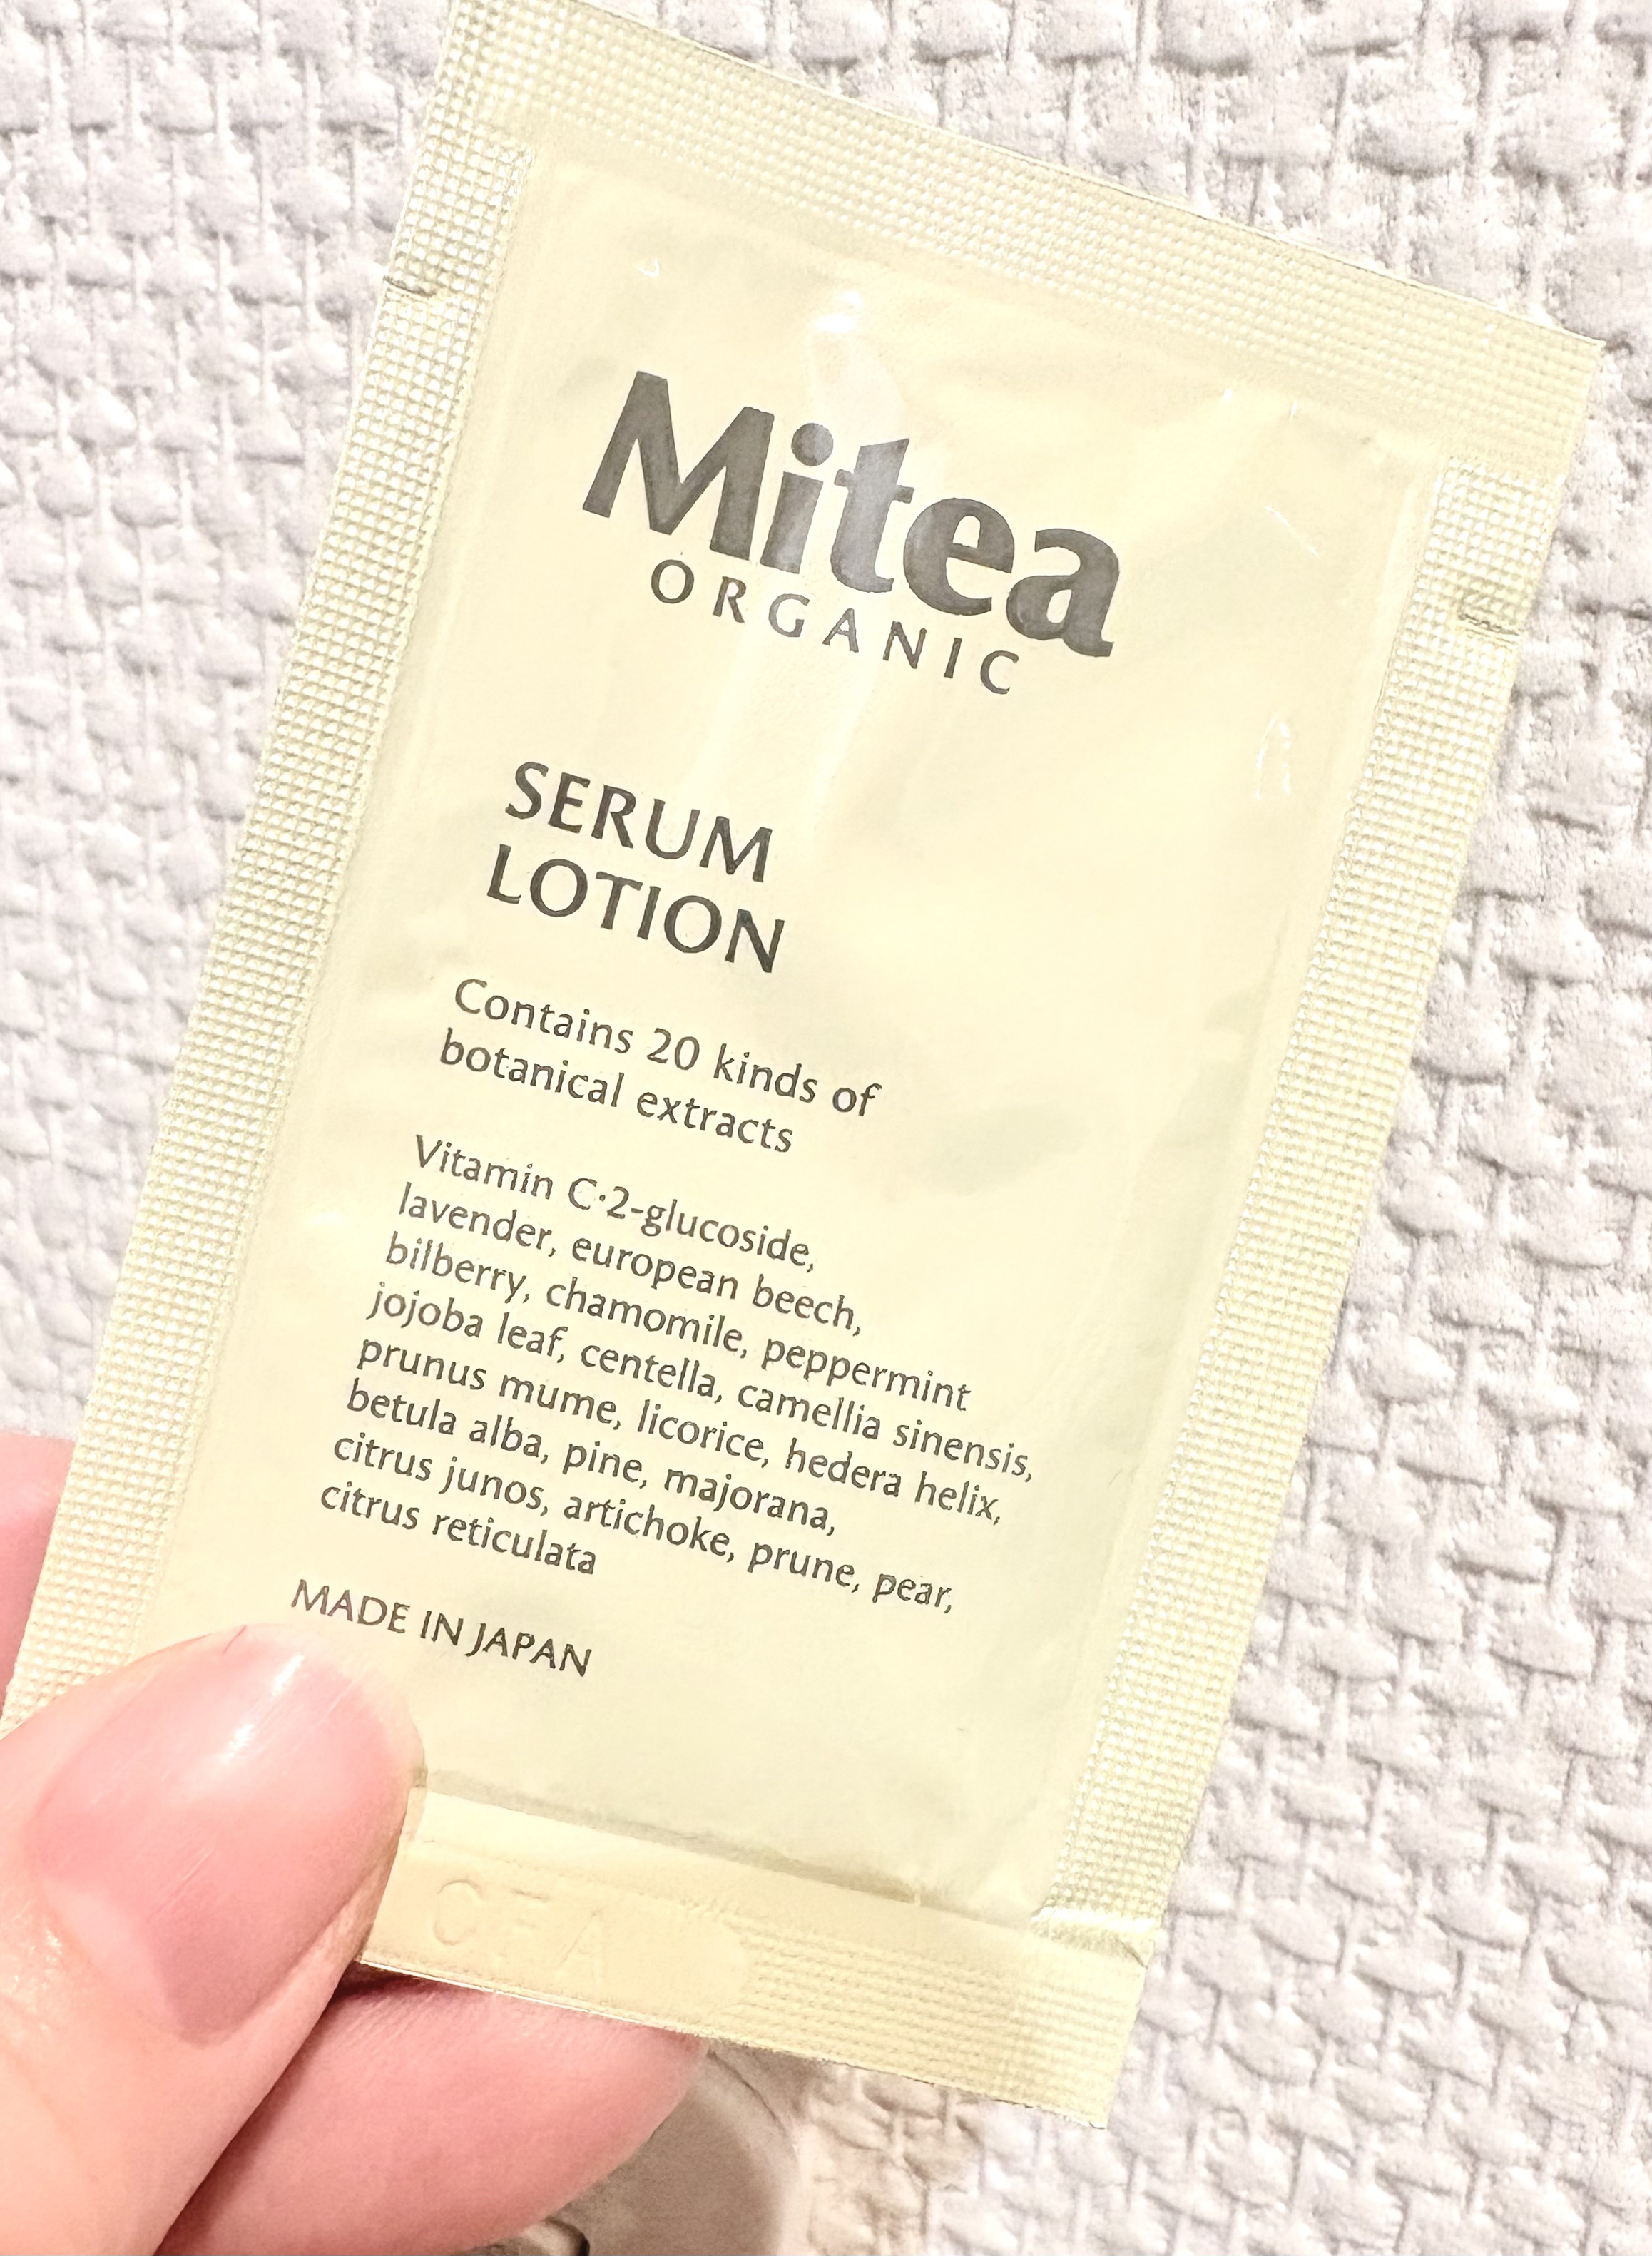 Mitea
ORGANIC
SERUM
LOTION
Contains 20 kinds of
botanical extracts
Vitamin C·2-glucoside,
lavender, european beech,
bilberry, chamomile, peppermint
jojoba leaf, centella, camellia sinensis,
prunus mume, licorice, hedera helix,
betula alba, pine, majorana,
citrus junos, artichoke, prune, pear,
citrus reticulata
MADE IN JAPAN